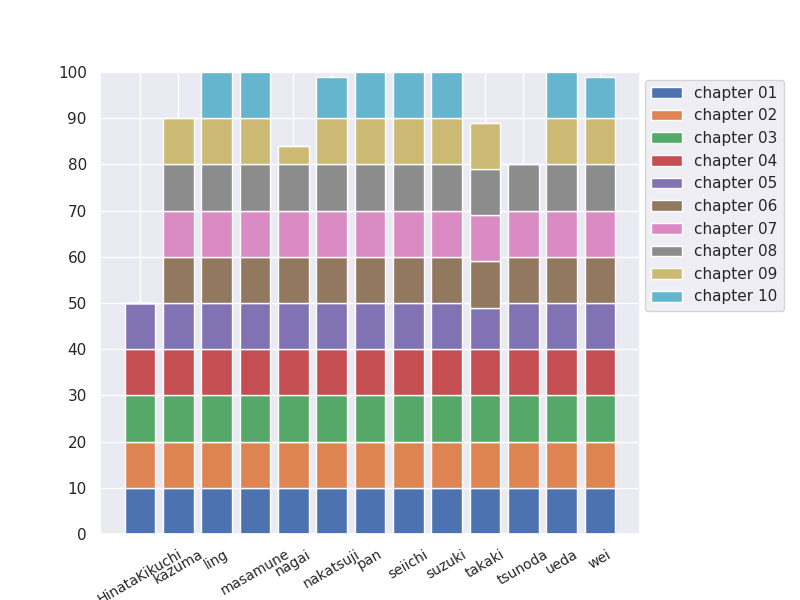 100
90
80
70
60
50
40
30
20
10
0
HinataKikuchi
kazuma
ling
masamune
nagai
nakatsuji
pan
seiichi
suzuki
takaki
tsunoda
ueda
wei
chapter 01
chapter 02
chapter 03
chapter 04
chapter 05
chapter 06
chapter 07
chapter 08
chapter 09
chapter 10